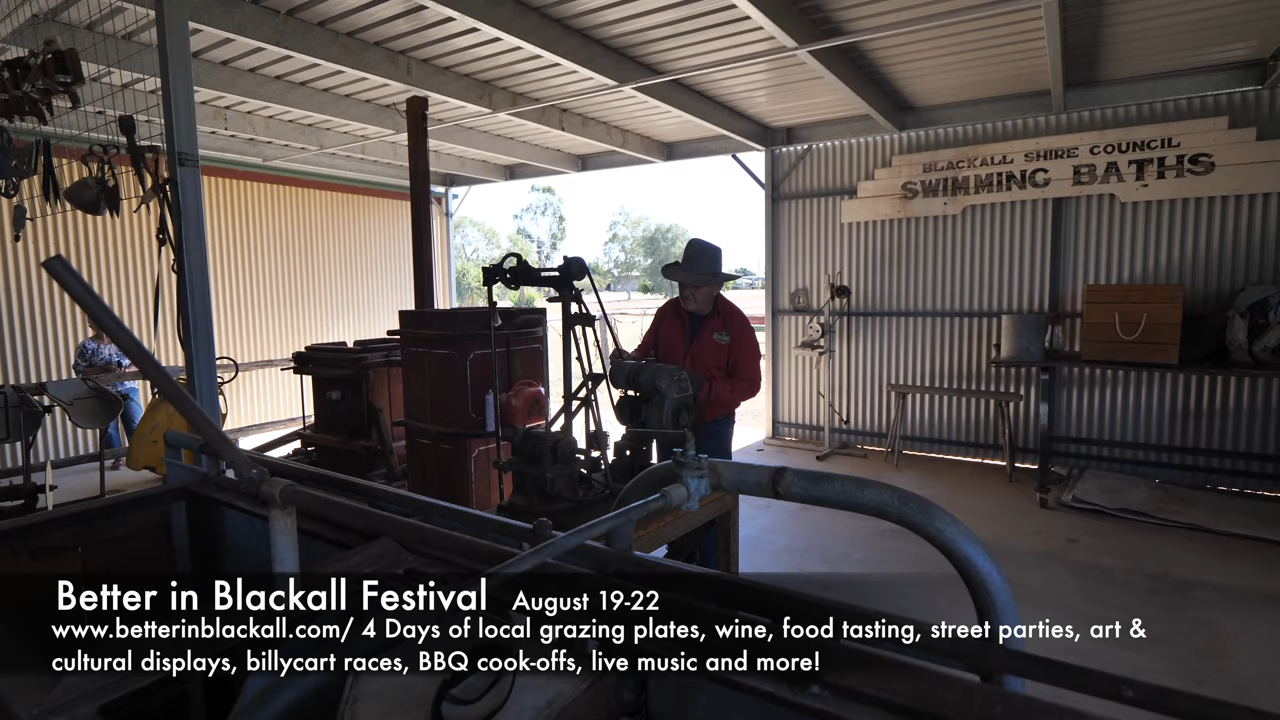 BLACKALL SHIRE COUNCIL
SWIMMING BATHS
Better in Blackall Festival August 19-22
www.betterinblackall.com/ 4 Days of local grazing plates, wine, food tasting, street parties, art &
cultural displays, billycart races, BBQ cook-offs, live music and more!